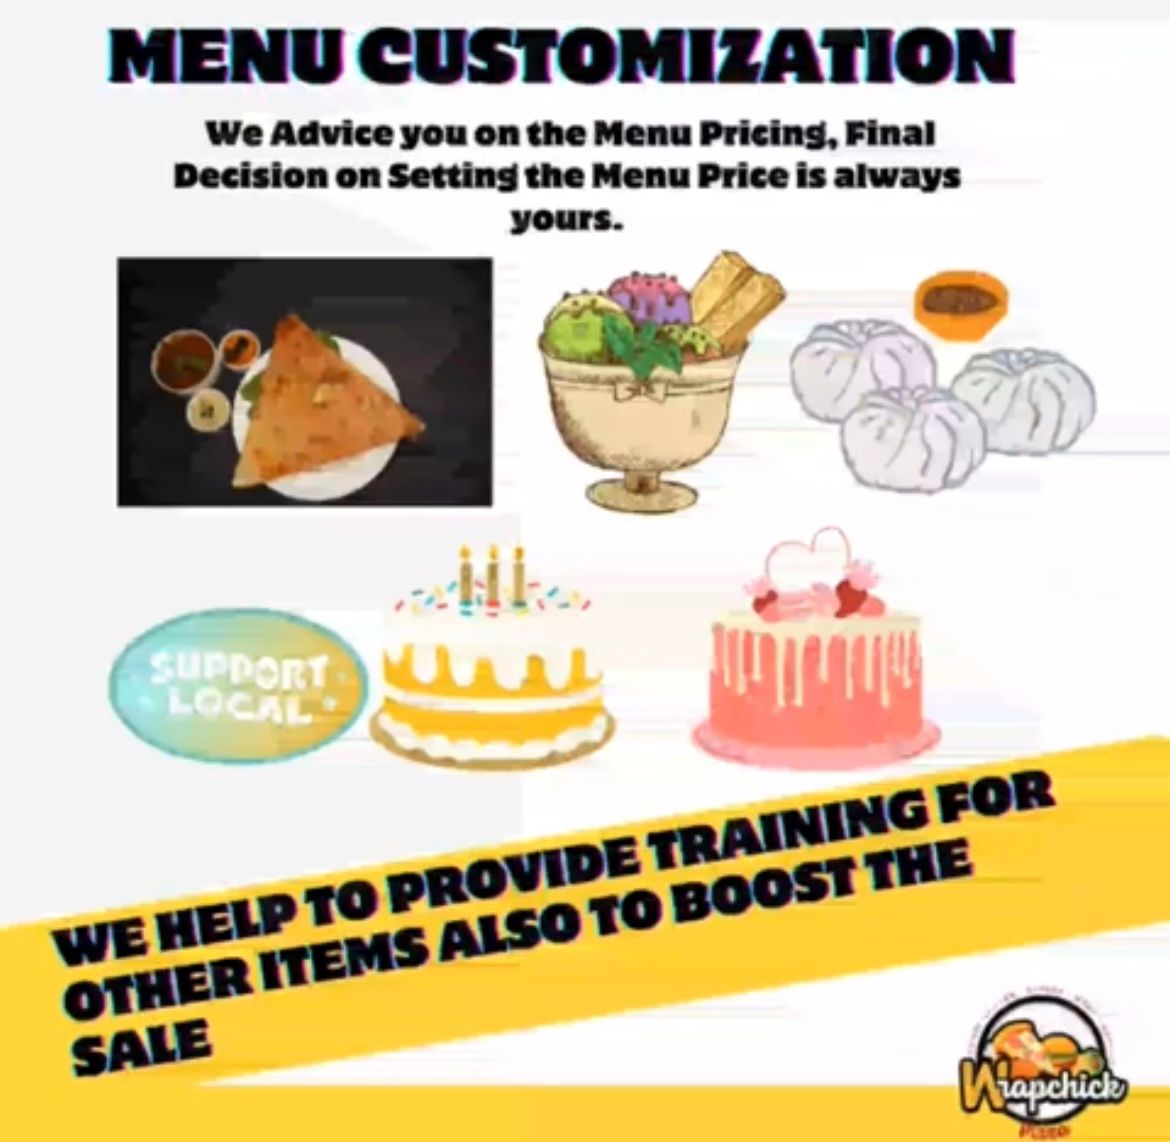 MENU CUSTOMIZATION
We Advice you on the Menu Pricing, Final
Decision on Setting the Menu Price is always
yours.
SUPPORT
LOCAL
WE HELP TO PROVIDE TRAINING FOR
OTHER ITEMS ALSO TO BOOST THE
SALE
Wrapchick